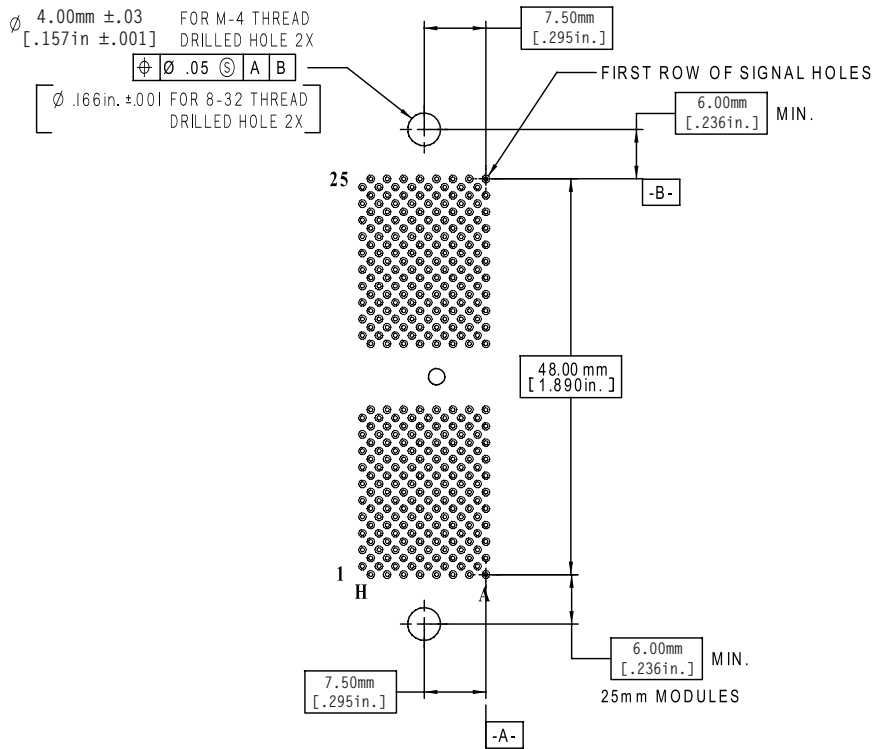 Ø 4.00mm ±.03 FOR M-4 THREAD
[.157in ±.001] DRILLED HOLE 2X
⌖ Ø .05 Ⓢ A B
[Ø .166in. ±.001 FOR 8-32 THREAD
DRILLED HOLE 2X]
7.50mm
[.295in.]
FIRST ROW OF SIGNAL HOLES
6.00mm
[.236in.]
MIN.
-B-
25
48.00 mm
[1.890in.]
1
H
A
6.00mm
[.236in.]
MIN.
25mm MODULES
7.50mm
[.295in.]
-A-